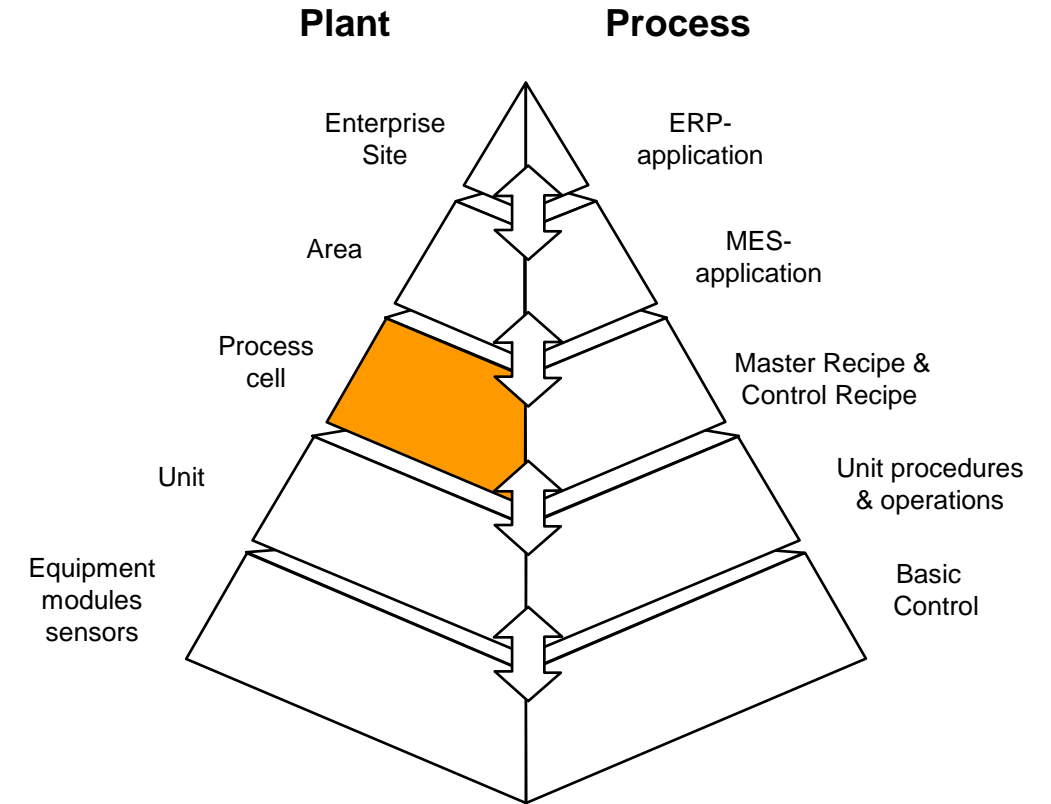 Plant
Process
Enterprise
Site
ERP-
application
Area
MES-
application
Process
cell
Master Recipe &
Control Recipe
Unit
Unit procedures
& operations
Equipment
modules
sensors
Basic
Control